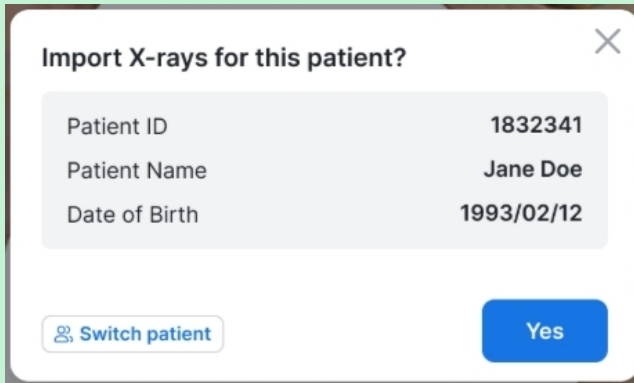 Import X-rays for this patient?
Patient ID 1832341
Patient Name Jane Doe
Date of Birth 1993/02/12
Switch patient
Yes